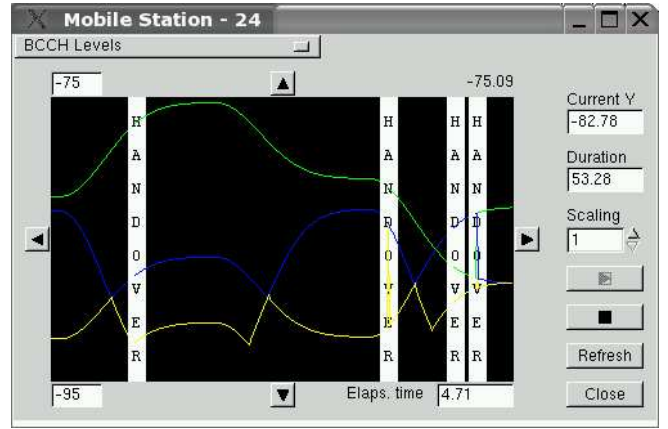 Mobile Station - 24
BCCH Levels
-75
-75.09
Current Y
-82.78
Duration
53.28
Scaling
1
HANDOVER
HANDOVER
HANDOVER
HANDOVER
Refresh
-95
Elaps. time 4.71
Close